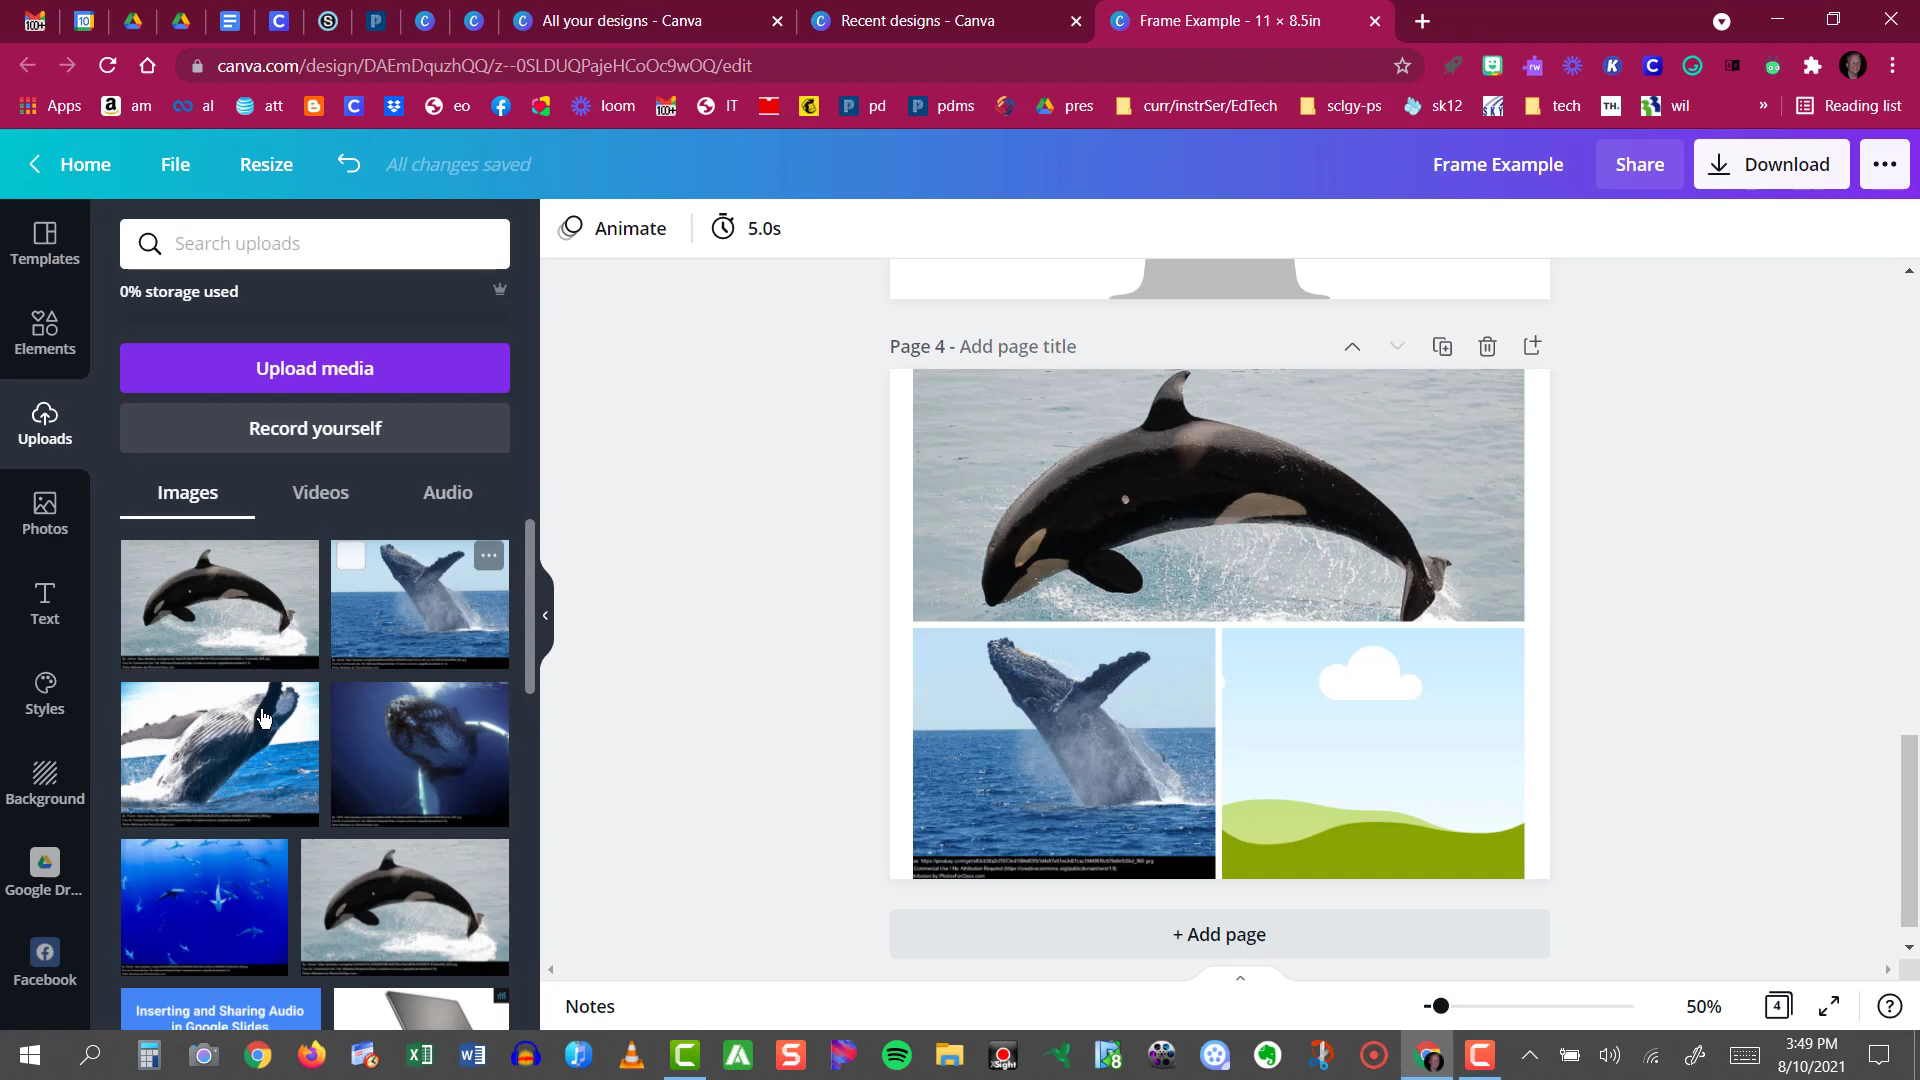 All your designs - Canva
Recent designs - Canva
Frame Example - 11 × 8.5in
canva.com/design/DAEmDquzhQQ/z--0SLDUQPajeHCoOc9wOQ/edit
Apps am al att eo loom IT pd pdms pres curr/instrSer/EdTech sclgy-ps sk12 tech TH. wil » Reading list
Home File Resize All changes saved Frame Example Share Download
Templates
Elements
Uploads
Photos
Text
Styles
Background
Google Dr...
Facebook
Search uploads
0% storage used
Upload media
Record yourself
Images Videos Audio
Inserting and Sharing Audio
in Google Slides
Animate 5.0s
Page 4 - Add page title
+ Add page
Notes 50% 4
3:49 PM
8/10/2021